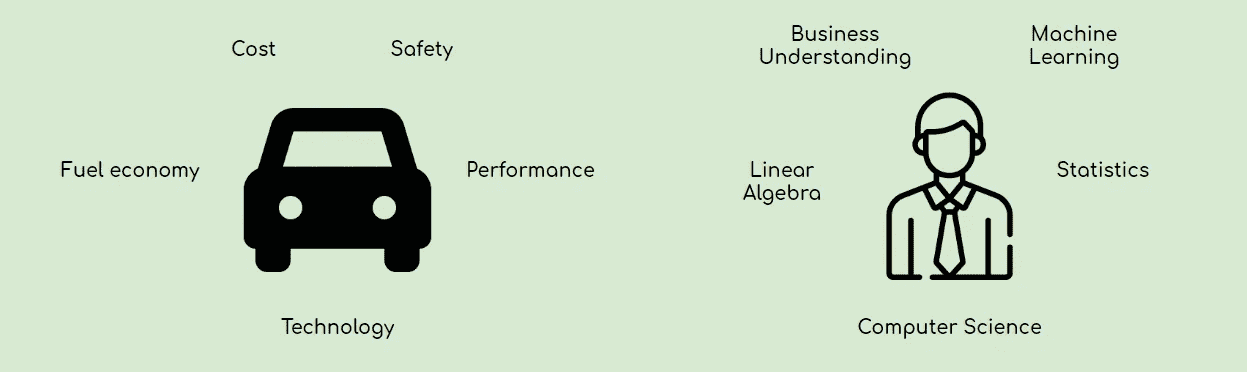 Cost
Safety
Fuel economy
Performance
Technology
Business
Understanding
Machine
Learning
Linear
Algebra
Statistics
Computer Science